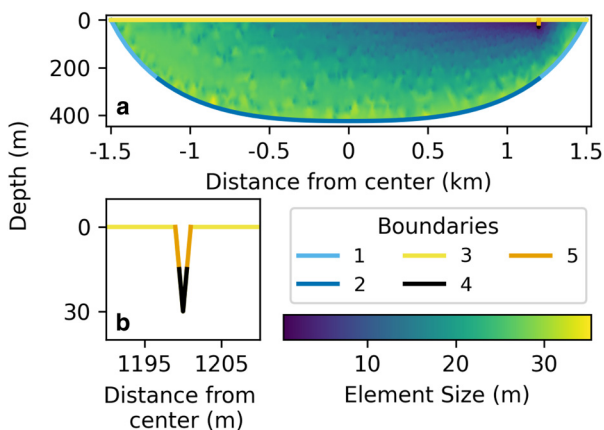 0
200
400
a
-1.5 -1 -0.5 0 0.5 1 1.5
Distance from center (km)
Depth (m)
0
30
b
1195 1205
Distance from
center (m)
Boundaries
1 3 5
2 4
10 20 30
Element Size (m)